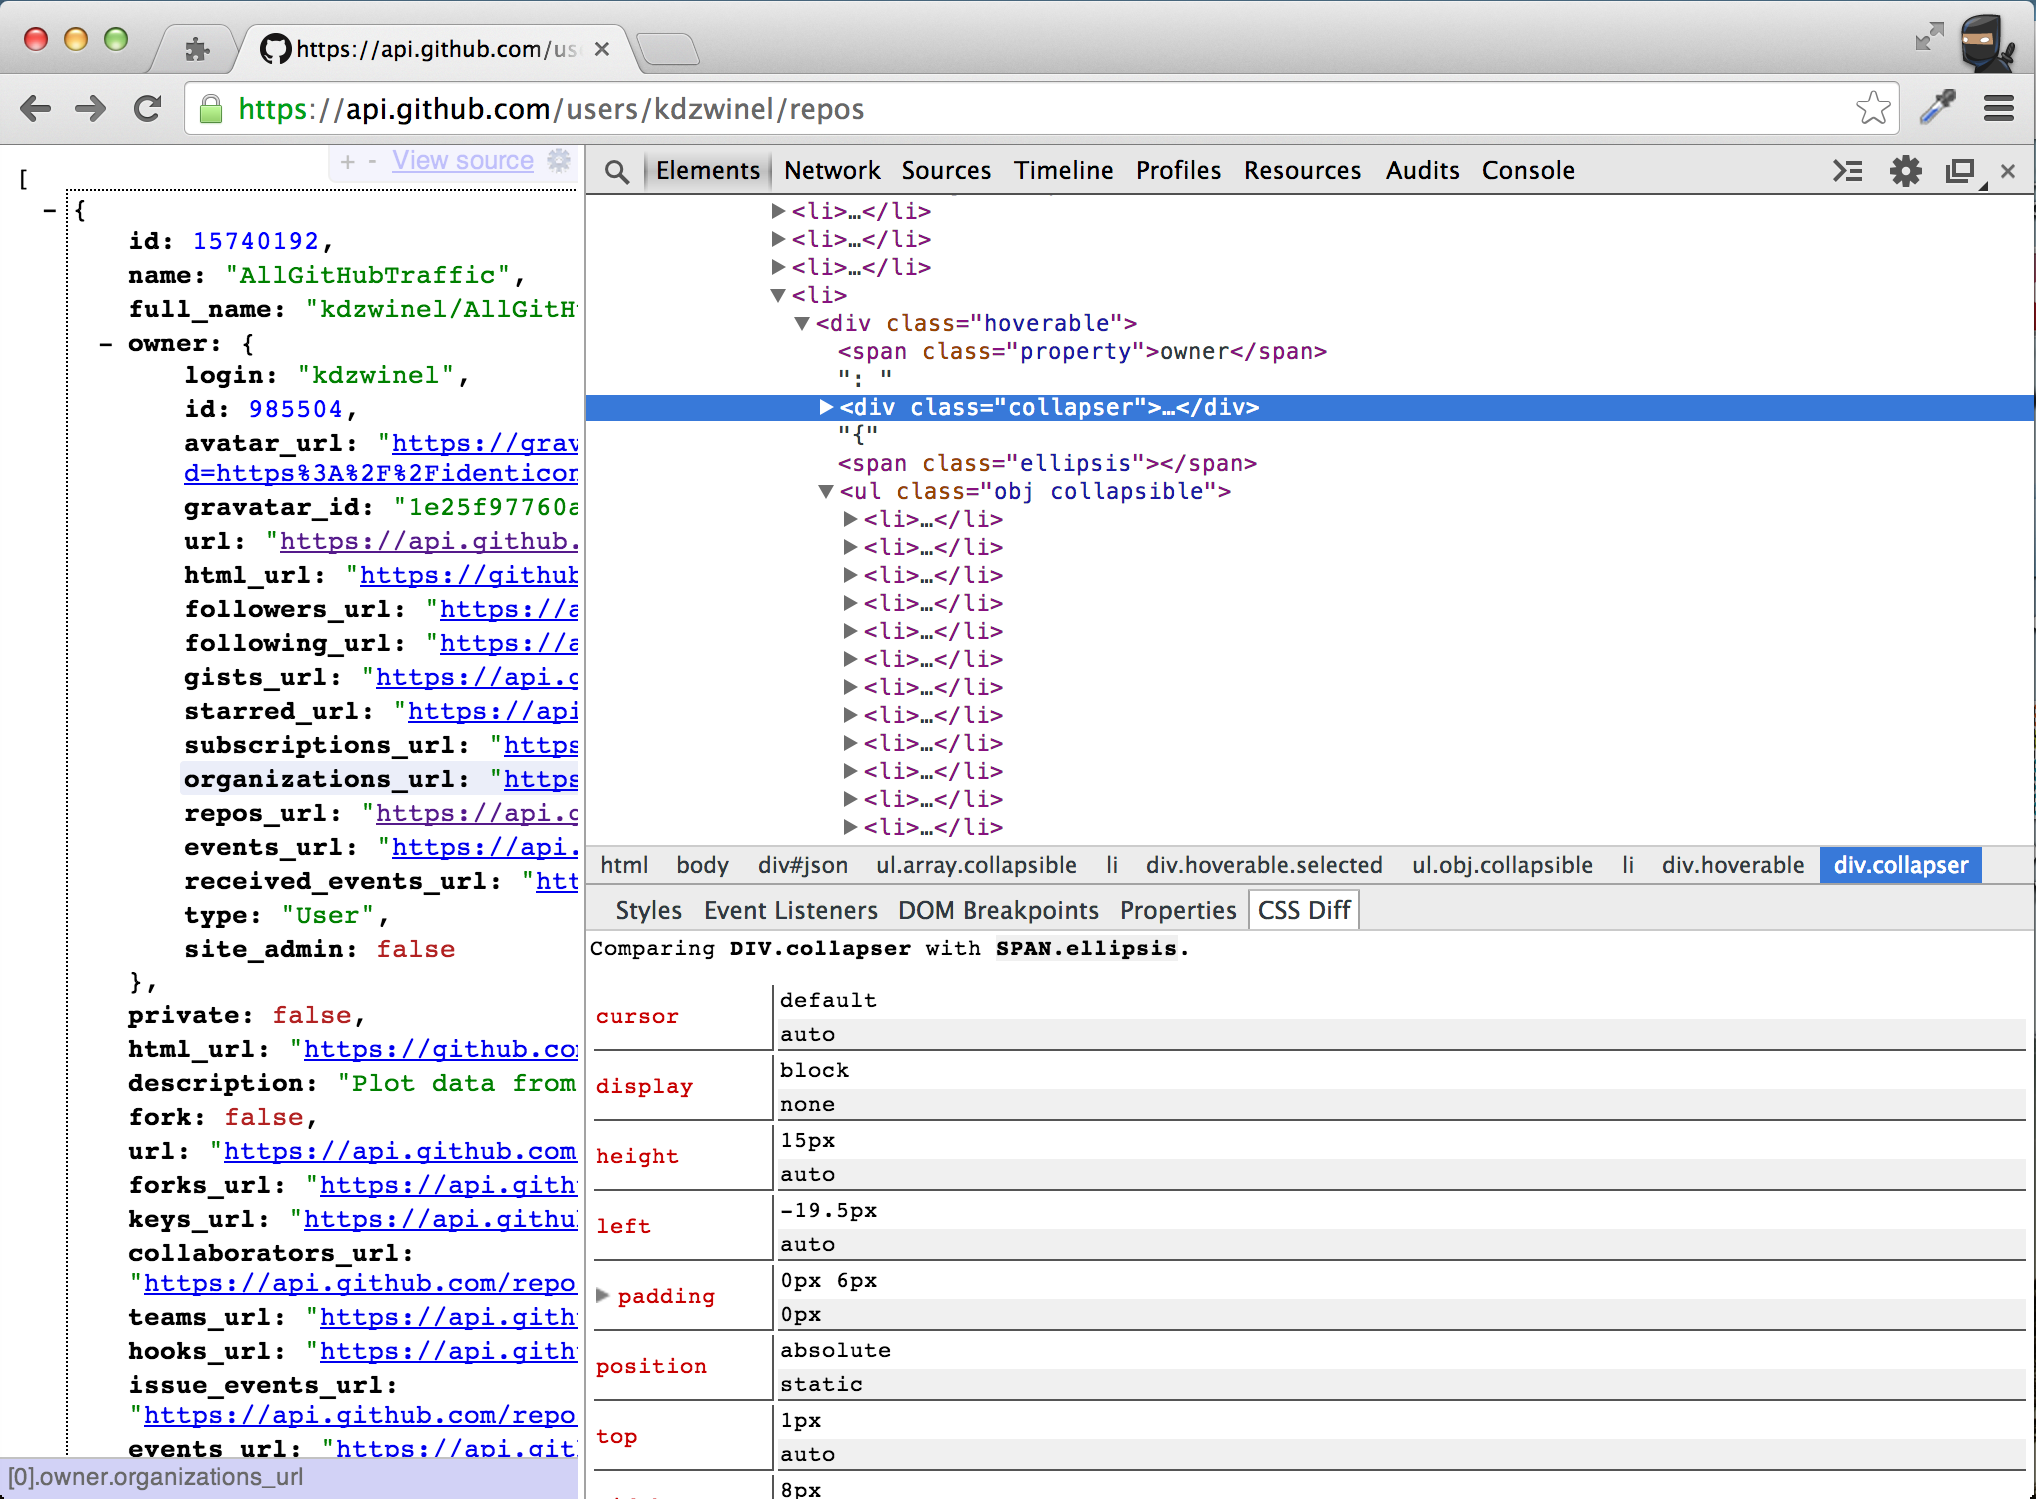 https://api.github.com/us
https://api.github.com/users/kdzwinel/repos
+ - View source
[
- {
id: 15740192,
name: "AllGitHubTraffic",
full_name: "kdzwinel/AllGitH
- owner: {
login: "kdzwinel",
id: 985504,
avatar_url: "https://grav
d=https%3A%2F%2Fidenticon
gravatar_id: "1e25f97760a
url: "https://api.github.
html_url: "https://github
followers_url: "https://a
following_url: "https://a
gists_url: "https://api.g
starred_url: "https://api
subscriptions_url: "https
organizations_url: "https
repos_url: "https://api.g
events_url: "https://api.
received_events_url: "htt
type: "User",
site_admin: false
},
private: false,
html_url: "https://github.co
description: "Plot data from
fork: false,
url: "https://api.github.com
forks_url: "https://api.gith
keys_url: "https://api.githu
collaborators_url:
"https://api.github.com/repo
teams_url: "https://api.gith
hooks_url: "https://api.gith
issue_events_url:
"https://api.github.com/repo
events_url: "https://api.git
[0].owner.organizations_url
Elements Network Sources Timeline Profiles Resources Audits Console
<li>…</li>
<li>…</li>
<li>…</li>
<li>
<div class="hoverable">
<span class="property">owner</span>
": "
<div class="collapser">…</div>
"{"
<span class="ellipsis"></span>
<ul class="obj collapsible">
<li>…</li>
<li>…</li>
<li>…</li>
<li>…</li>
<li>…</li>
<li>…</li>
<li>…</li>
<li>…</li>
<li>…</li>
<li>…</li>
<li>…</li>
<li>…</li>
html body div#json ul.array.collapsible li div.hoverable.selected ul.obj.collapsible li div.hoverable div.collapser
Styles Event Listeners DOM Breakpoints Properties CSS Diff
Comparing DIV.collapser with SPAN.ellipsis.
cursor
default
auto
display
block
none
height
15px
auto
left
-19.5px
auto
padding
0px 6px
0px
position
absolute
static
top
1px
auto
8px